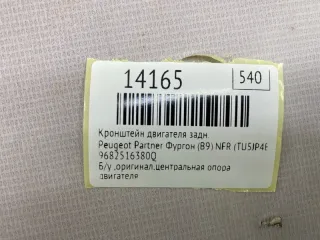 14165
540
Кронштейн двигателя задн.
Peugeot Partner Фургон (B9) NFR (TU5JP4E
9682516380Q
Б/у ,оригинал,центральная опора
двигателя